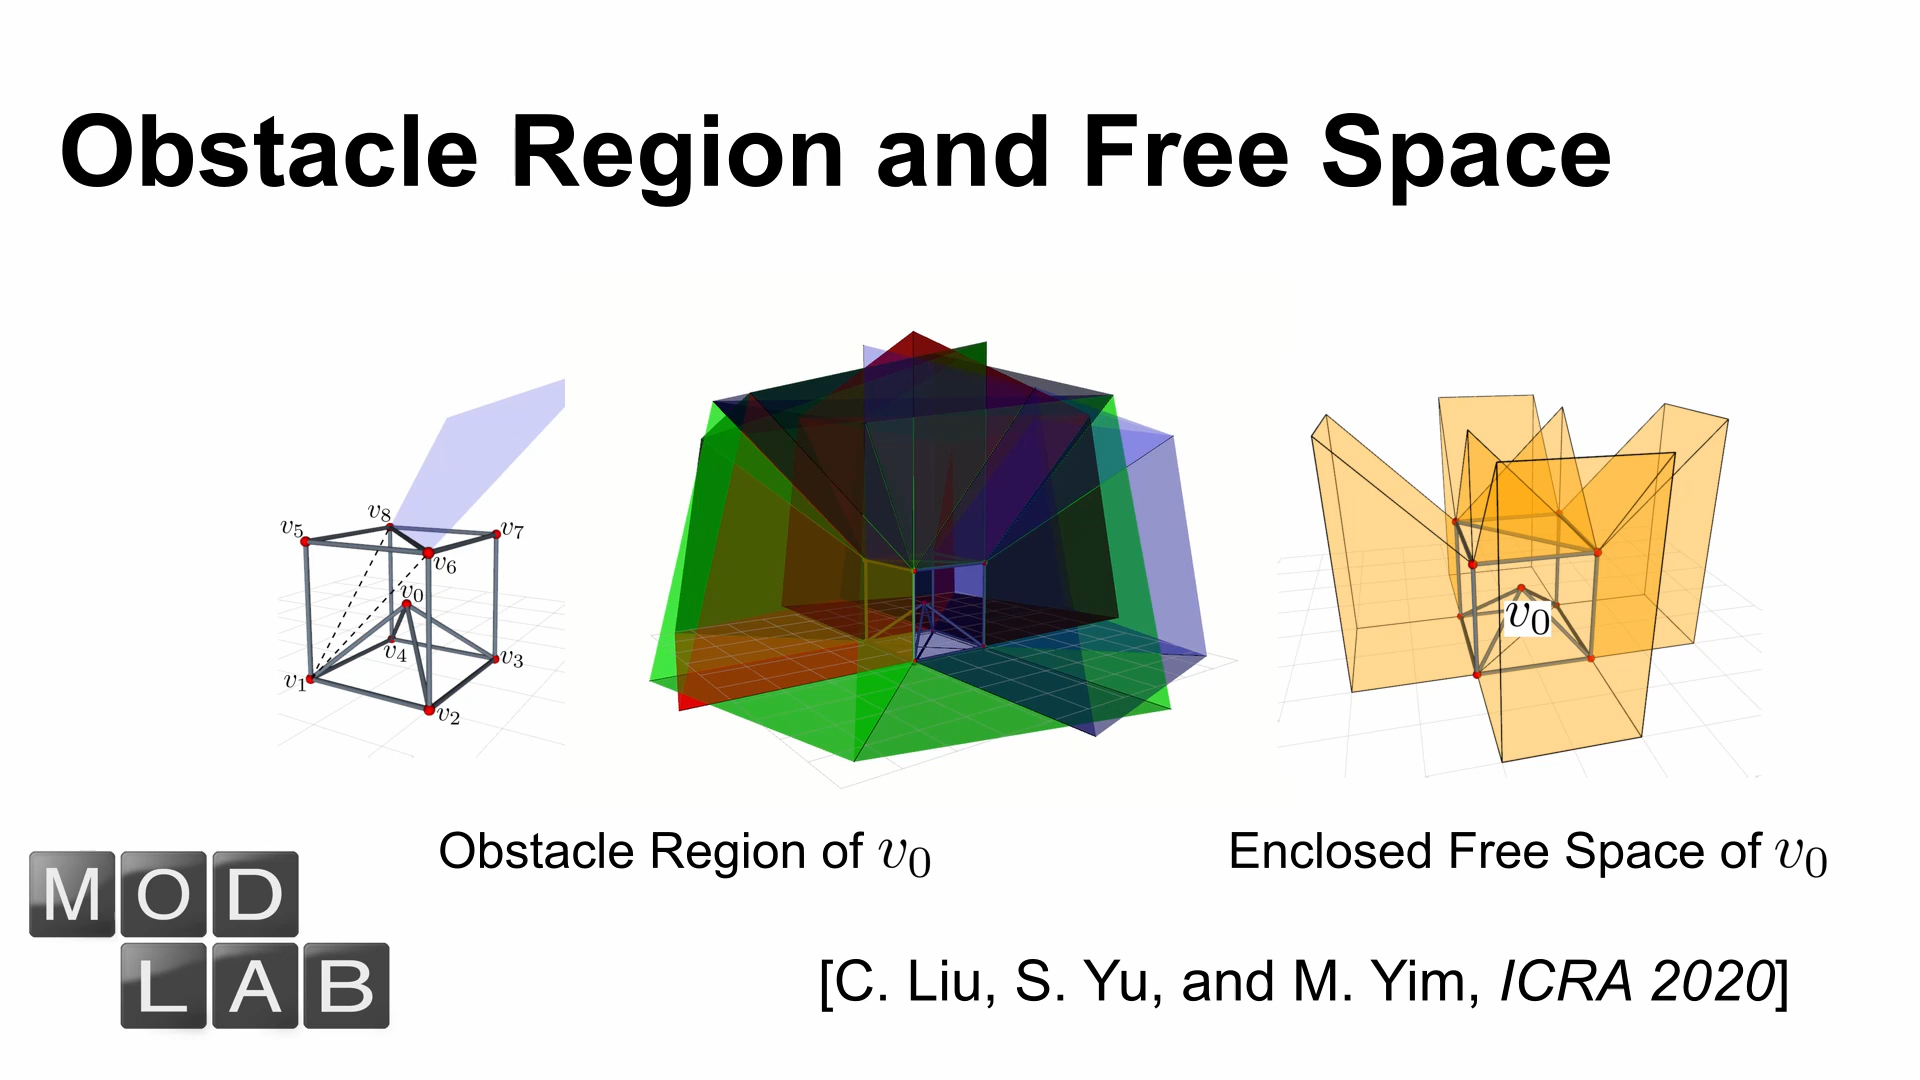 Obstacle Region and Free Space
v5
v8
v7
v6
v0
v4
v3
v1
v2
v0
Obstacle Region of v0
Enclosed Free Space of v0
MOD
LAB
[C. Liu, S. Yu, and M. Yim, ICRA 2020]